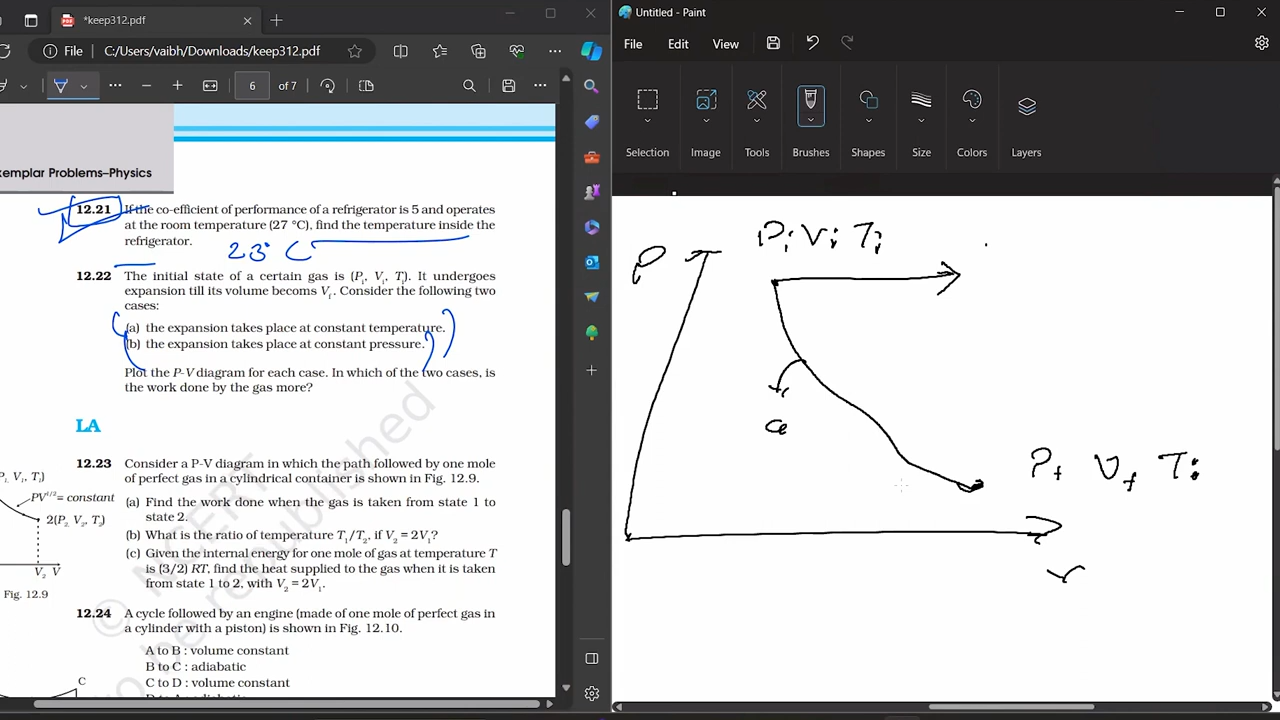 *keep312.pdf
File
C:/Users/vaibh/Downloads/keep312.pdf
6 of 7
xemplar Problems–Physics
12.21 If the co-efficient of performance of a refrigerator is 5 and operates
at the room temperature (27 °C), find the temperature inside the
refrigerator.
23° C
12.22 The initial state of a certain gas is (Pi, Vi, Ti). It undergoes
expansion till its volume becoms Vf. Consider the following two
cases:
(a) the expansion takes place at constant temperature.
(b) the expansion takes place at constant pressure.
Plot the P-V diagram for each case. In which of the two cases, is
the work done by the gas more?
LA
12.23 Consider a P-V diagram in which the path followed by one mole
of perfect gas in a cylindrical container is shown in Fig. 12.9.
(a) Find the work done when the gas is taken from state 1 to
state 2.
(b) What is the ratio of temperature T1/T2, if V2 = 2V1?
(c) Given the internal energy for one mole of gas at temperature T
is (3/2) RT, find the heat supplied to the gas when it is taken
from state 1 to 2, with V2 = 2V1.
P1, V1, T1)
PV1/2= constant
2(P2, V2, T2)
V2 V
Fig. 12.9
12.24 A cycle followed by an engine (made of one mole of perfect gas in
a cylinder with a piston) is shown in Fig. 12.10.
A to B : volume constant
B to C : adiabatic
C to D : volume constant
D to A : adiabatic
C
© NCERT
be republished
Untitled - Paint
File Edit View
Selection Image Tools Brushes Shapes Size Colors Layers
P
Pi Vi Ti
a
Pf Vf Ti
V